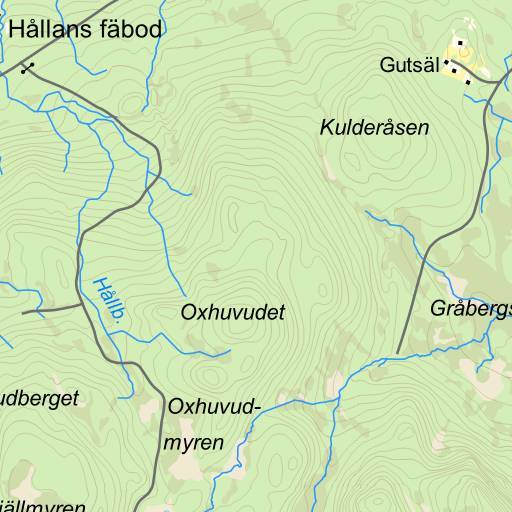 Hållans fäbod
Gutsäl
Kulderåsen
Hållb.
Oxhuvudet
Gråbergs
udberget
Oxhuvud-
myren
jällmyren